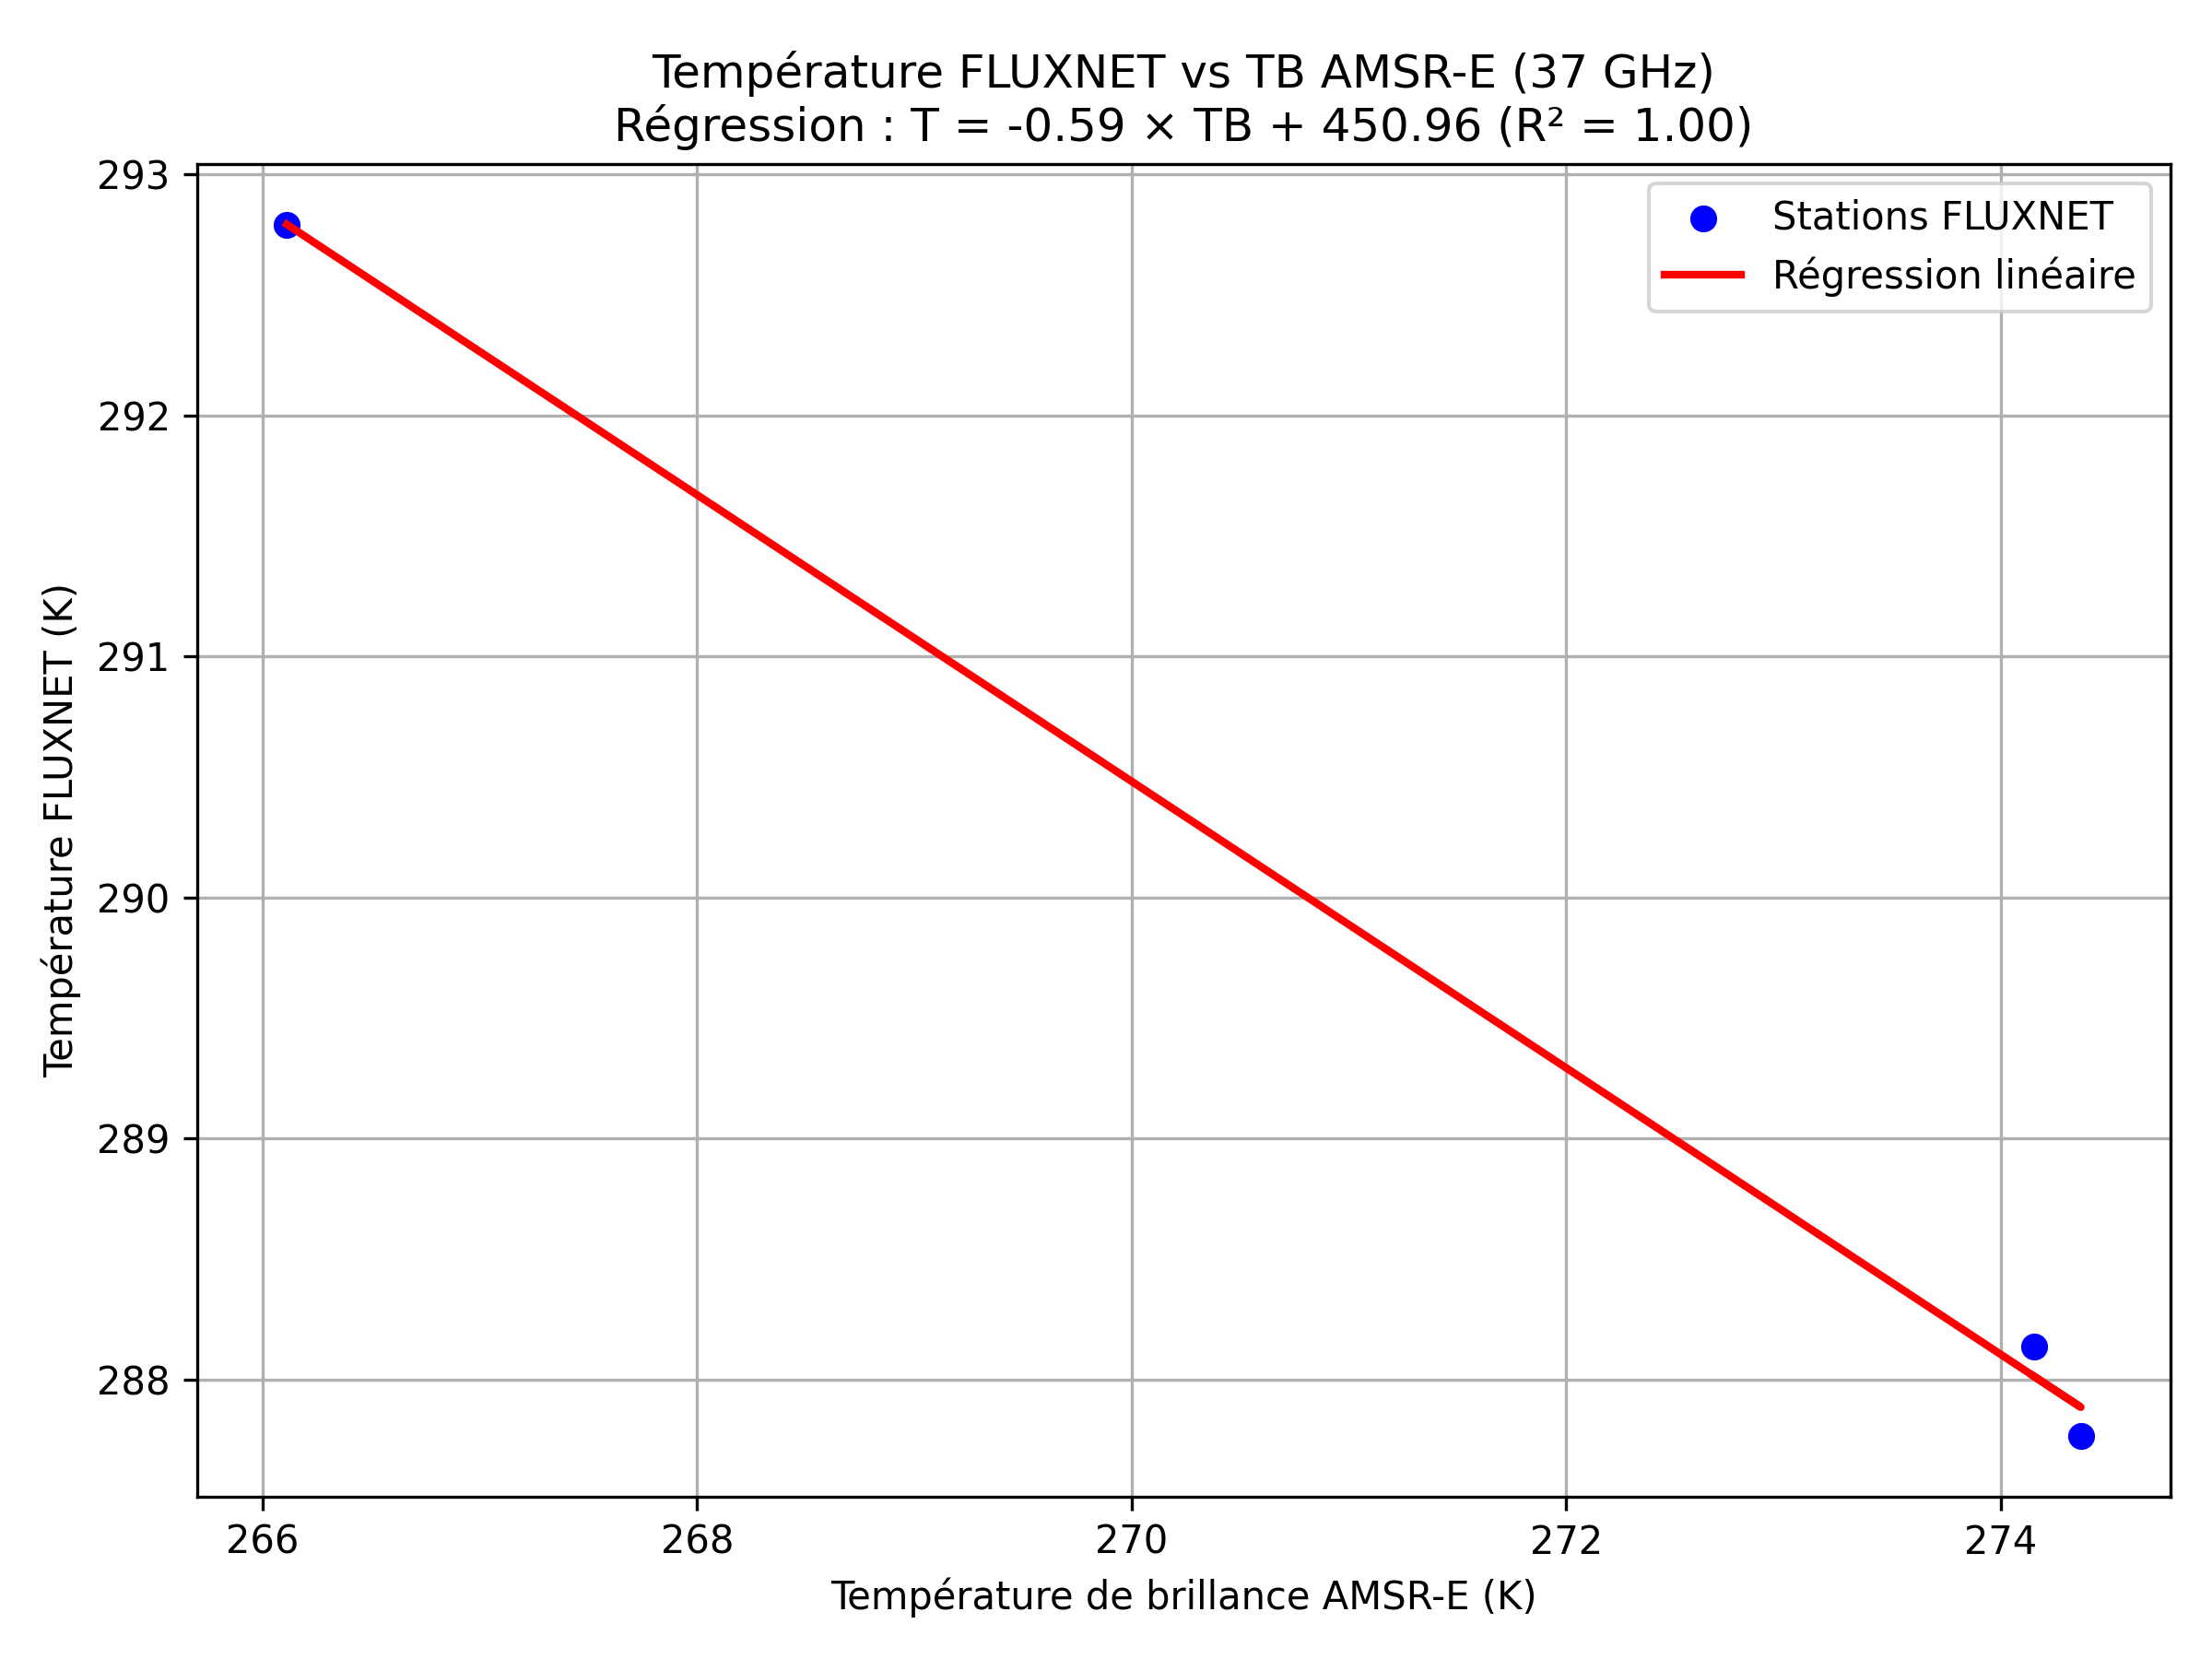 Température FLUXNET vs TB AMSR-E (37 GHz)
Régression : T = -0.59 × TB + 450.96 (R² = 1.00)
Stations FLUXNET
Régression linéaire
293
292
291
290
289
288
Température FLUXNET (K)
266
268
270
272
274
Température de brillance AMSR-E (K)